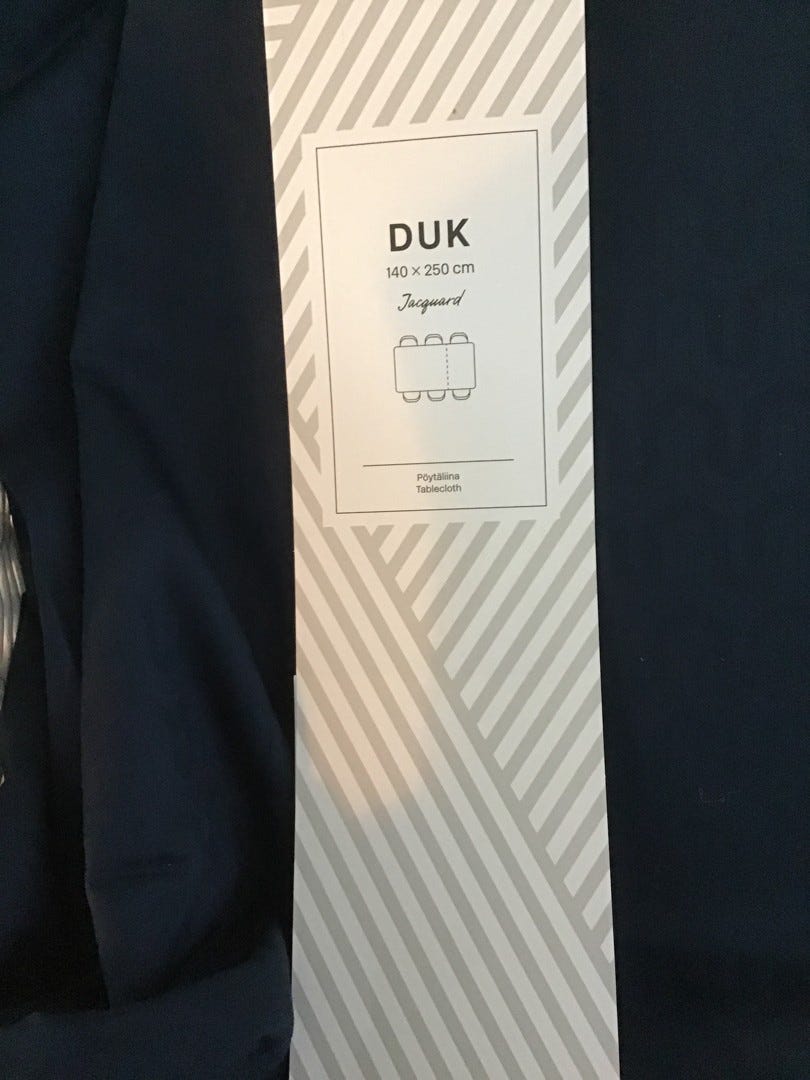 DUK
140 × 250 cm
Jacquard
Pöytäliina
Tablecloth